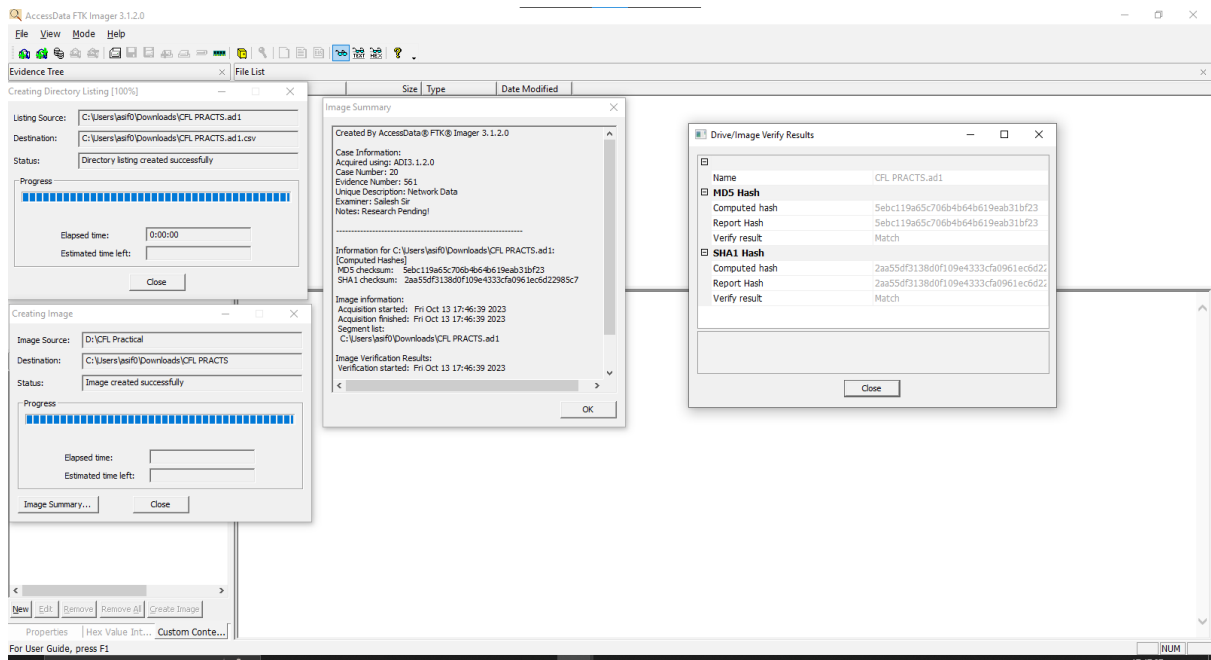 AccessData FTK Imager 3.1.2.0
File View Mode Help
Evidence Tree
File List
Size Type Date Modified
Creating Directory Listing [100%]
Listing Source: C:\Users\asif0\Downloads\CFL PRACTS.ad1
Destination: C:\Users\asif0\Downloads\CFL PRACTS.ad1.csv
Status: Directory listing created successfully
Progress
Elapsed time: 0:00:00
Estimated time left:
Close
Creating Image
Image Source: D:\CFL Practical
Destination: C:\Users\asif0\Downloads\CFL PRACTS
Status: Image created successfully
Progress
Elapsed time:
Estimated time left:
Image Summary... Close
Image Summary
Created By AccessData® FTK® Imager 3.1.2.0
Case Information:
Acquired using: ADI3.1.2.0
Case Number: 20
Evidence Number: 561
Unique Description: Network Data
Examiner: Sailesh Sir
Notes: Research Pending!
--------------------------------------------------------------
Information for C:\Users\asif0\Downloads\CFL PRACTS.ad1:
[Computed Hashes]
MD5 checksum: 5ebc119a65c706b4b64b619eab31bf23
SHA1 checksum: 2aa55df3138d0f109e4333cfa0961ec6d22985c7
Image information:
Acquisition started: Fri Oct 13 17:46:39 2023
Acquisition finished: Fri Oct 13 17:46:39 2023
Segment list:
C:\Users\asif0\Downloads\CFL PRACTS.ad1
Image Verification Results:
Verification started: Fri Oct 13 17:46:39 2023
OK
Drive/Image Verify Results
Name CFL PRACTS.ad1
MD5 Hash
Computed hash 5ebc119a65c706b4b64b619eab31bf23
Report Hash 5ebc119a65c706b4b64b619eab31bf23
Verify result Match
SHA1 Hash
Computed hash 2aa55df3138d0f109e4333cfa0961ec6d22
Report Hash 2aa55df3138d0f109e4333cfa0961ec6d22
Verify result Match
Close
New Edit Remove Remove All Create Image
Properties Hex Value Int... Custom Conte...
For User Guide, press F1
NUM